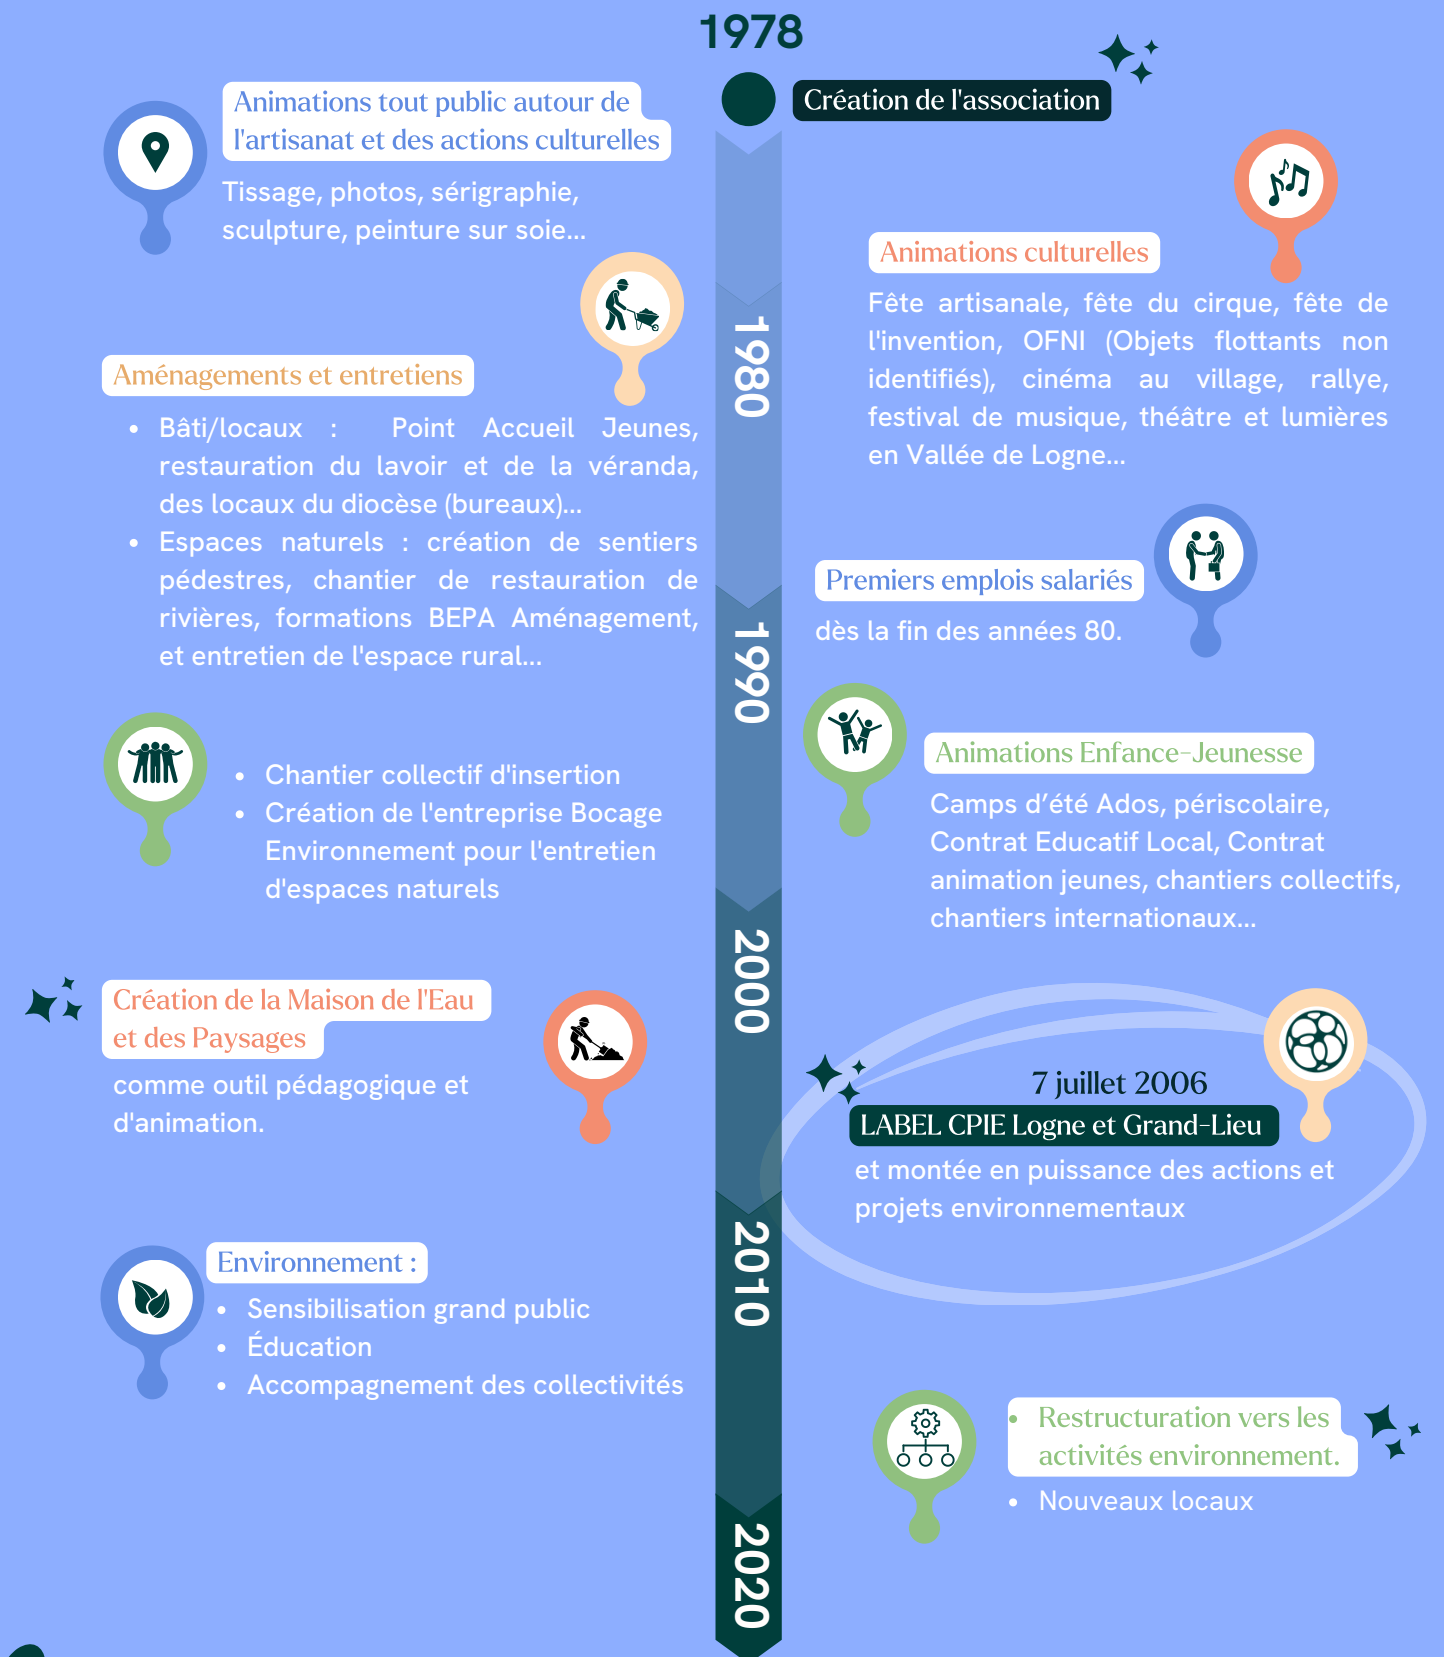 1978
Création de l'association
Animations tout public autour de
l'artisanat et des actions culturelles
Tissage, photos, sérigraphie,
sculpture, peinture sur soie...
Animations culturelles
Fête artisanale, fête du cirque, fête de
l'invention, OFNI (Objets flottants non
identifiés), cinéma au village, rallye,
festival de musique, théâtre et lumières
en Vallée de Logne...
1980
Aménagements et entretiens
• Bâti/locaux : Point Accueil Jeunes,
restauration du lavoir et de la véranda,
des locaux du diocèse (bureaux)...
• Espaces naturels : création de sentiers
pédestres, chantier de restauration de
rivières, formations BEPA Aménagement,
et entretien de l'espace rural...
Premiers emplois salariés
dès la fin des années 80.
1990
• Chantier collectif d'insertion
• Création de l'entreprise Bocage
Environnement pour l'entretien
d'espaces naturels
Animations Enfance-Jeunesse
Camps d’été Ados, périscolaire,
Contrat Educatif Local, Contrat
animation jeunes, chantiers collectifs,
chantiers internationaux...
2000
Création de la Maison de l'Eau
et des Paysages
comme outil pédagogique et
d'animation.
7 juillet 2006
LABEL CPIE Logne et Grand-Lieu
et montée en puissance des actions et
projets environnementaux
2010
Environnement :
• Sensibilisation grand public
• Éducation
• Accompagnement des collectivités
• Restructuration vers les
activités environnement.
• Nouveaux locaux
2020